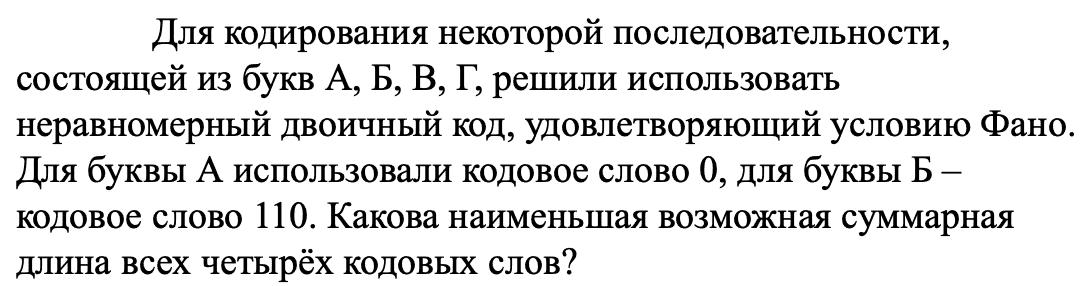 Для кодирования некоторой последовательности,
состоящей из букв А, Б, В, Г, решили использовать
неравномерный двоичный код, удовлетворяющий условию Фано.
Для буквы А использовали кодовое слово 0, для буквы Б –
кодовое слово 110. Какова наименьшая возможная суммарная
длина всех четырёх кодовых слов?